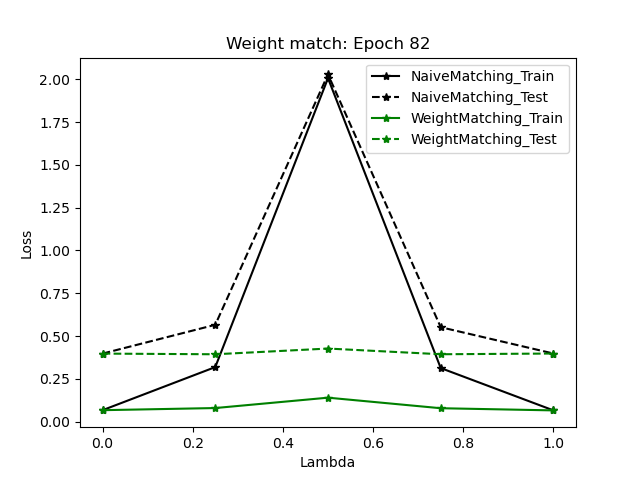 Weight match: Epoch 82
NaiveMatching_Train
NaiveMatching_Test
WeightMatching_Train
WeightMatching_Test
Loss
2.00
1.75
1.50
1.25
1.00
0.75
0.50
0.25
0.00
0.0 0.2 0.4 0.6 0.8 1.0
Lambda